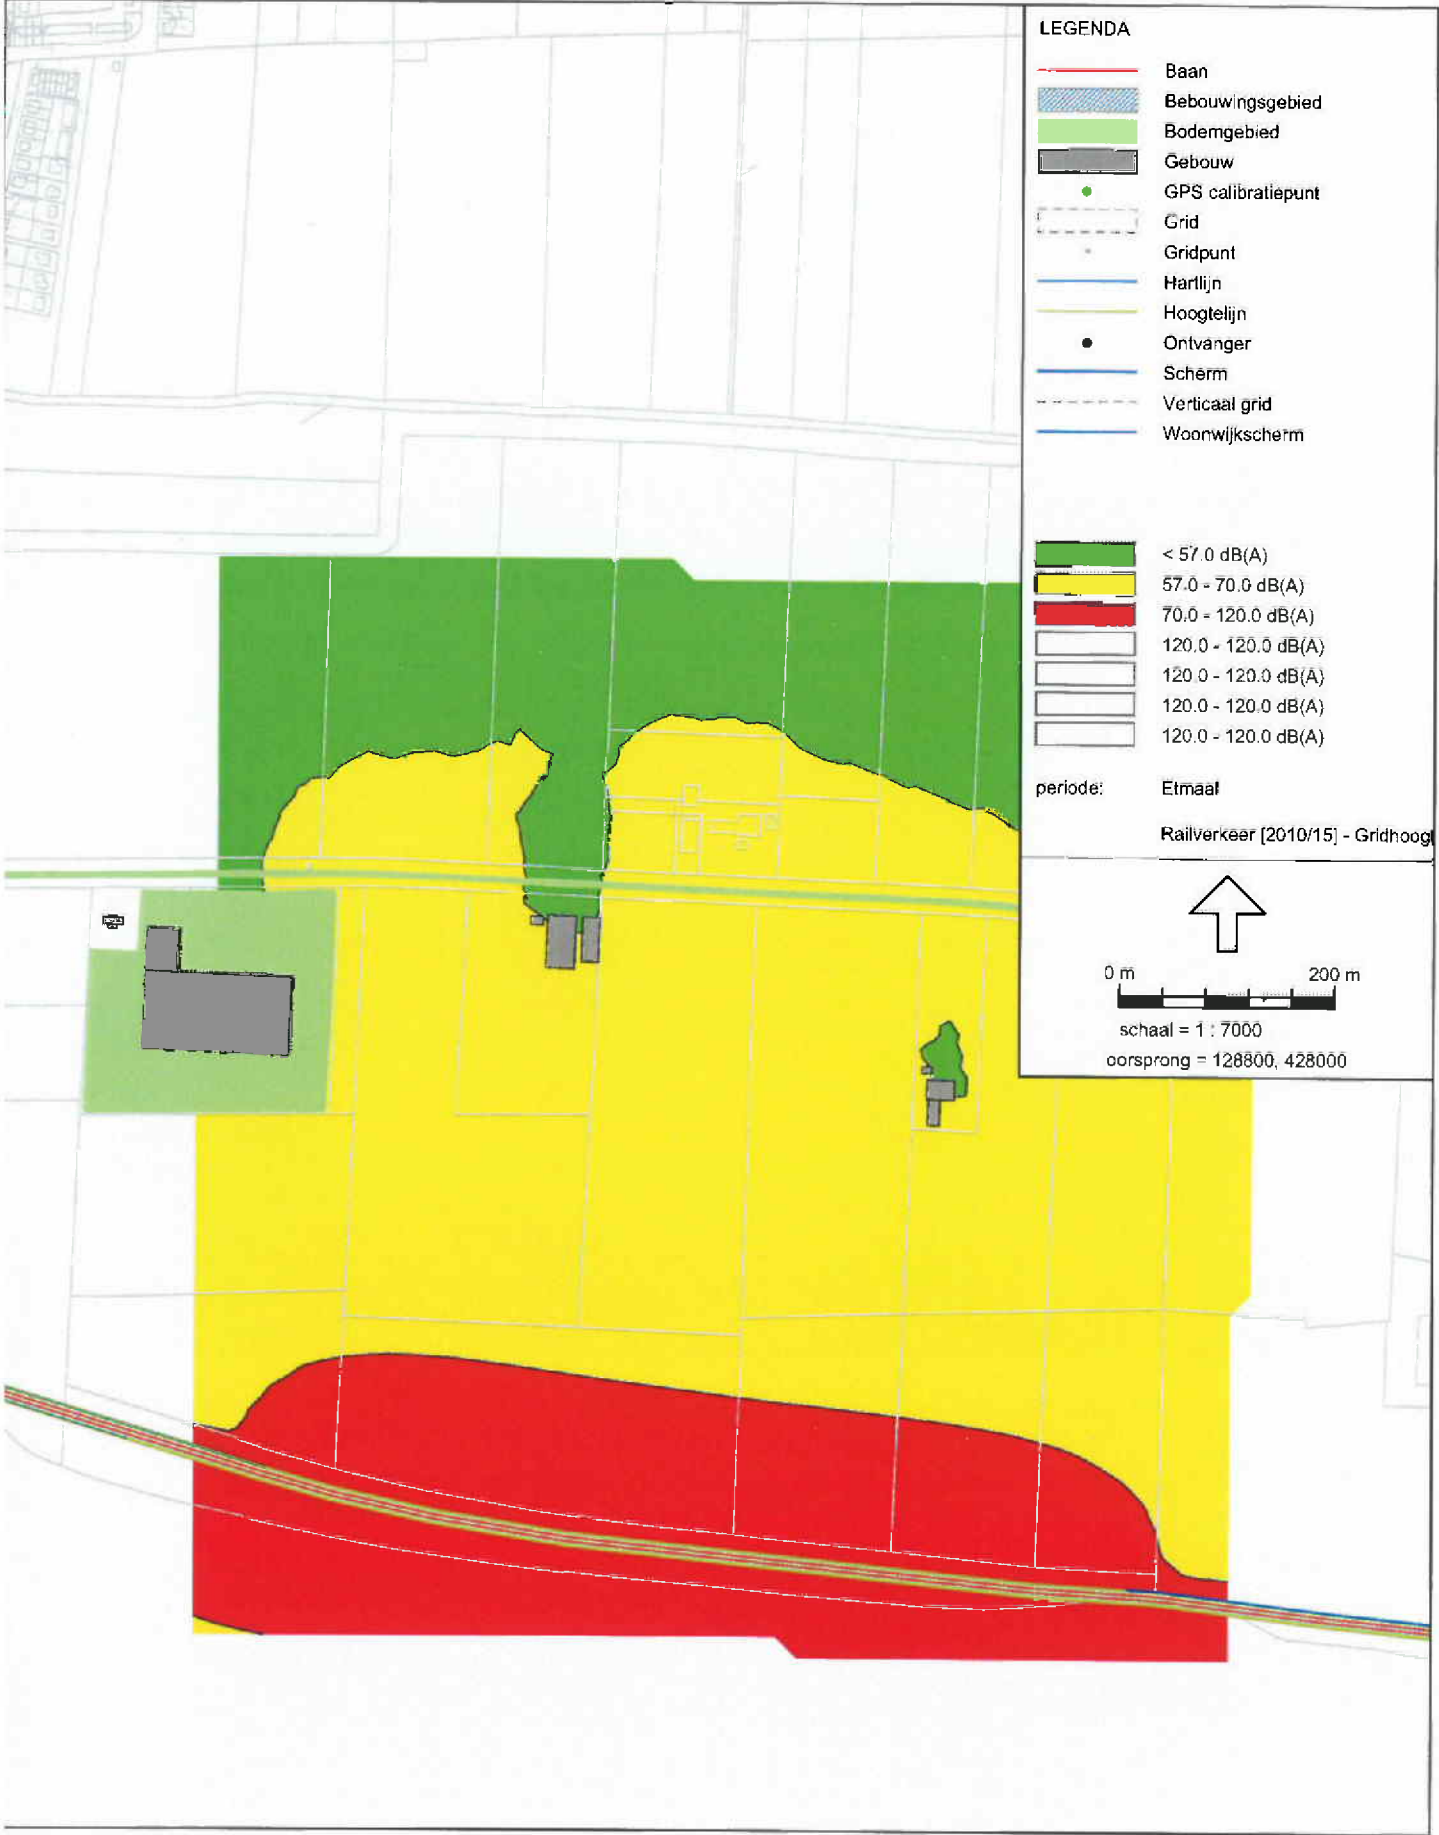 LEGENDA
Baan
Bebouwingsgebied
Bodemgebied
Gebouw
GPS calibratiepunt
Grid
Gridpunt
Hartlijn
Hoogtelijn
Ontvanger
Scherm
Verticaal grid
Woonwijkscherm
< 57.0 dB(A)
57.0 - 70.0 dB(A)
70.0 - 120.0 dB(A)
120.0 - 120.0 dB(A)
120.0 - 120.0 dB(A)
120.0 - 120.0 dB(A)
120.0 - 120.0 dB(A)
periode: Etmaal
Railverkeer [2010/15] - Gridhoogt
0 m 200 m
schaal = 1 : 7000
oorsprong = 128800, 428000